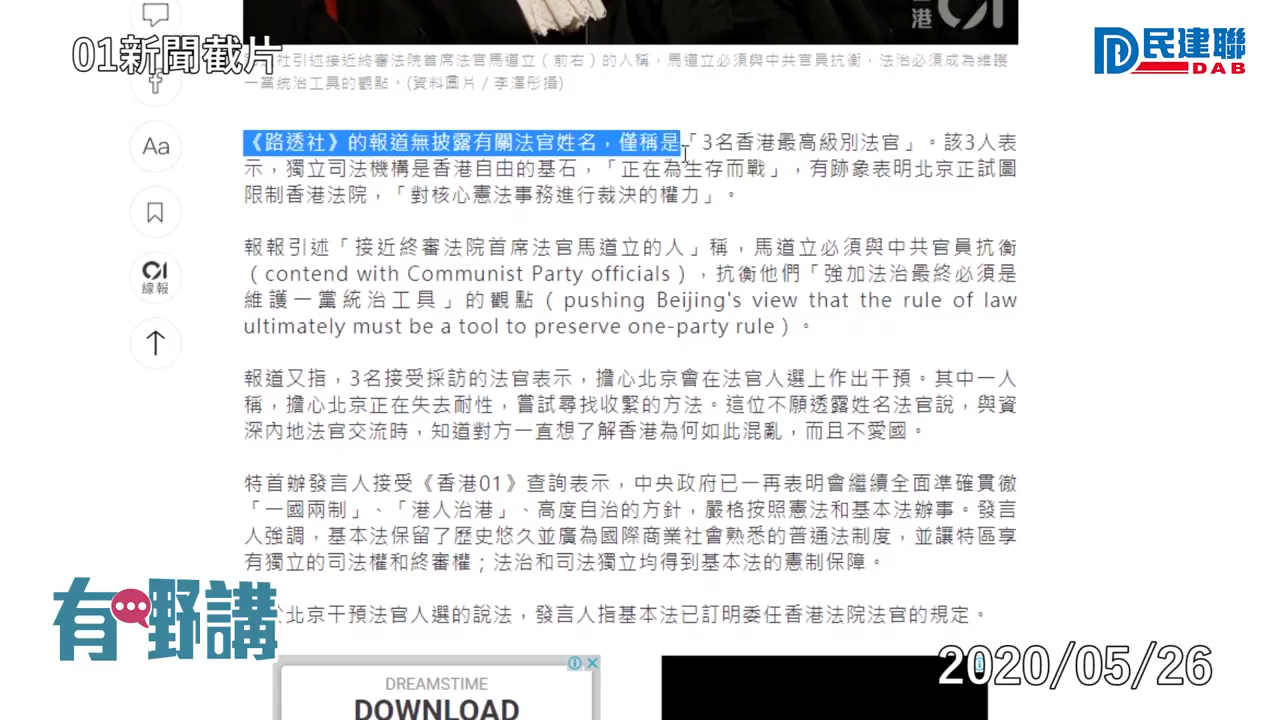 港01
01新聞截片
民建聯
DAB
社引述接近終審法院首席法官馬道立（前右）的人稱，馬道立必須與中共官員抗衡，法治必須成為維護
一黨統治工具的觀點。(資料圖片 / 李澤彤攝)
Aa
《路透社》的報道無披露有關法官姓名，僅稱是「3名香港最高級別法官」。該3人表
示，獨立司法機構是香港自由的基石，「正在為生存而戰」，有跡象表明北京正試圖
限制香港法院，「對核心憲法事務進行裁決的權力」。
01
線報
報報引述「接近終審法院首席法官馬道立的人」稱，馬道立必須與中共官員抗衡
（contend with Communist Party officials），抗衡他們「強加法治最終必須是
維護一黨統治工具」的觀點（pushing Beijing's view that the rule of law
ultimately must be a tool to preserve one-party rule）。
報道又指，3名接受採訪的法官表示，擔心北京會在法官人選上作出干預。其中一人
稱，擔心北京正在失去耐性，嘗試尋找收緊的方法。這位不願透露姓名法官說，與資
深內地法官交流時，知道對方一直想了解香港為何如此混亂，而且不愛國。
特首辦發言人接受《香港01》查詢表示，中央政府已一再表明會繼續全面準確貫徹
「一國兩制」、「港人治港」、高度自治的方針，嚴格按照憲法和基本法辦事。發言
人強調，基本法保留了歷史悠久並廣為國際商業社會熟悉的普通法制度，並讓特區享
有獨立的司法權和終審權；法治和司法獨立均得到基本法的憲制保障。
北京干預法官人選的說法，發言人指基本法已訂明委任香港法院法官的規定。
有野講
2020/05/26
DREAMSTIME
DOWNLOAD